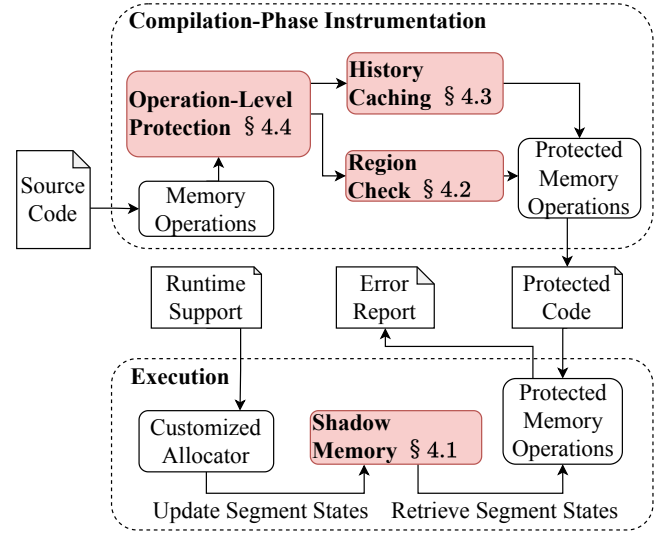 Compilation-Phase Instrumentation
History
Caching § 4.3
Operation-Level
Protection § 4.4
Region
Check § 4.2
Protected
Memory
Operations
Source
Code
Memory
Operations
Runtime
Support
Error
Report
Protected
Code
Execution
Customized
Allocator
Shadow
Memory § 4.1
Protected
Memory
Operations
Update Segment States
Retrieve Segment States